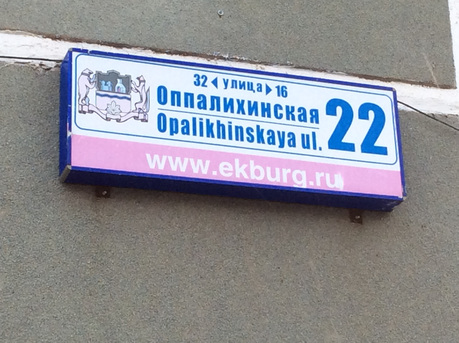 32 ◂ улица ▸ 16
Оппалихинская
Opalikhinskaya ul.
22
www.ekburg.ru